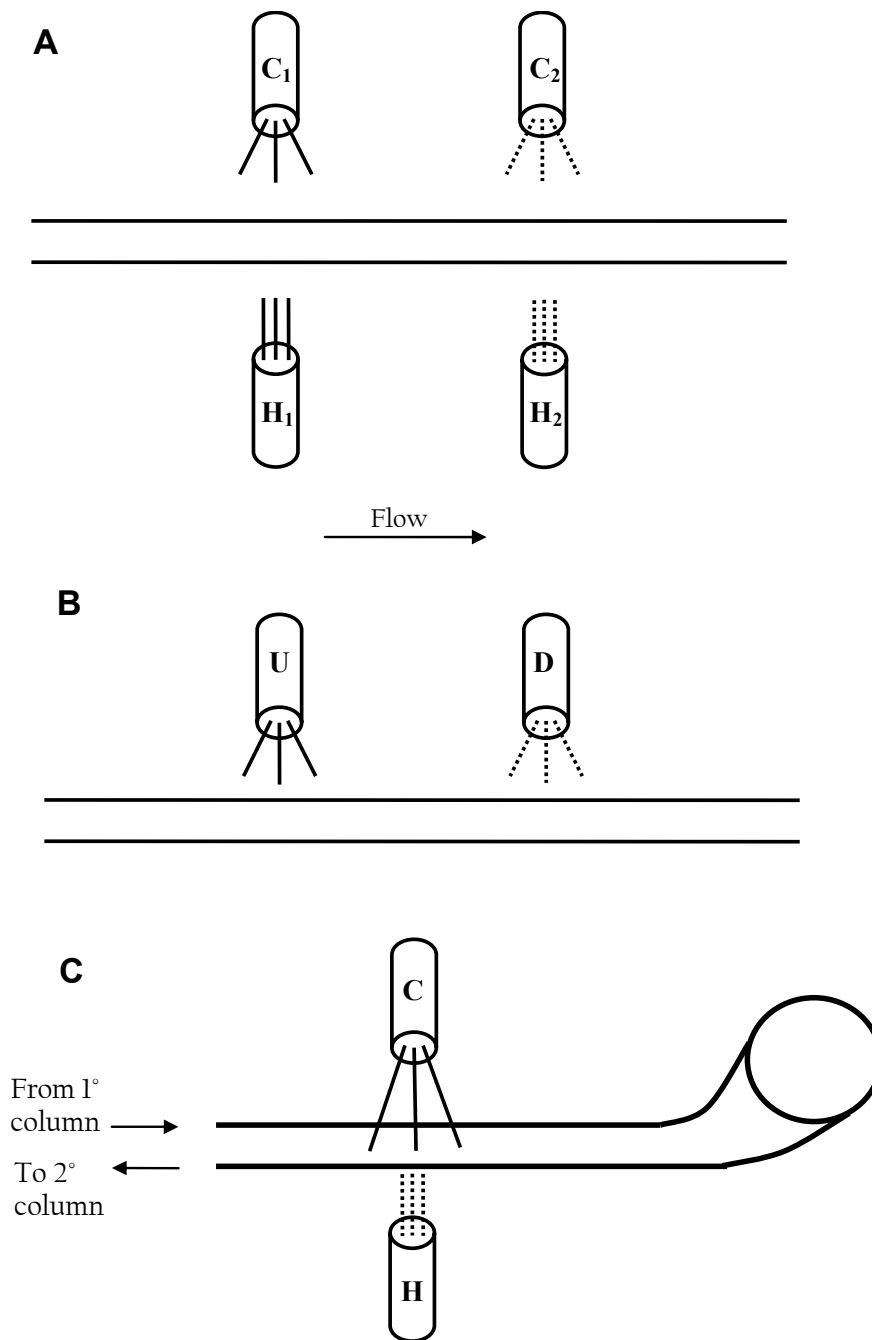 A
C₁ C₂
H₁ H₂
Flow
B
U D
C
C
From 1°
column
To 2°
column
H